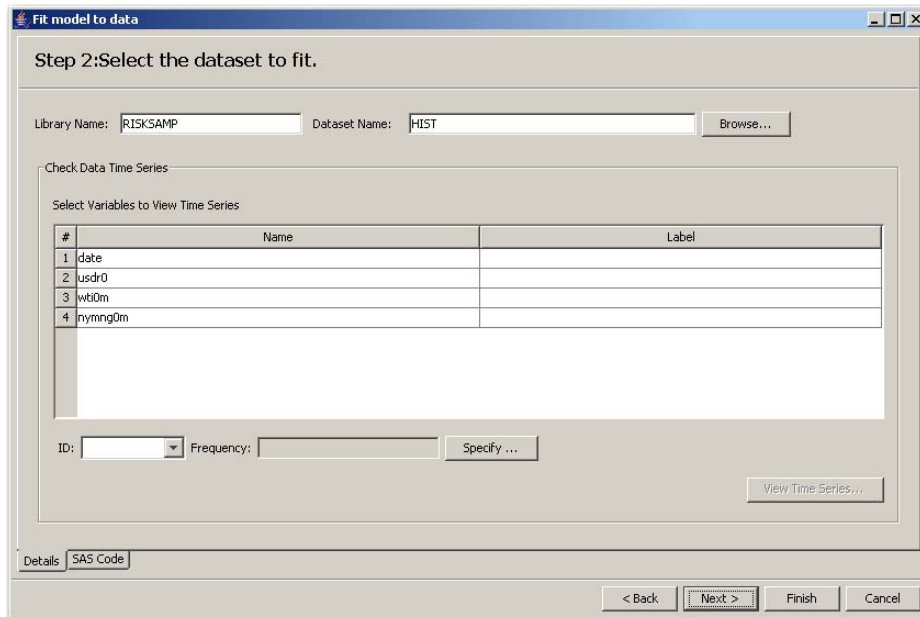 Fit model to data
Step 2:Select the dataset to fit.
Library Name: RISKSAMP Dataset Name: HIST Browse...
Check Data Time Series
Select Variables to View Time Series
# Name Label
1 date
2 usdr0
3 wti0m
4 nymng0m
ID: Frequency: Specify ...
View Time Series...
Details SAS Code
< Back Next > Finish Cancel